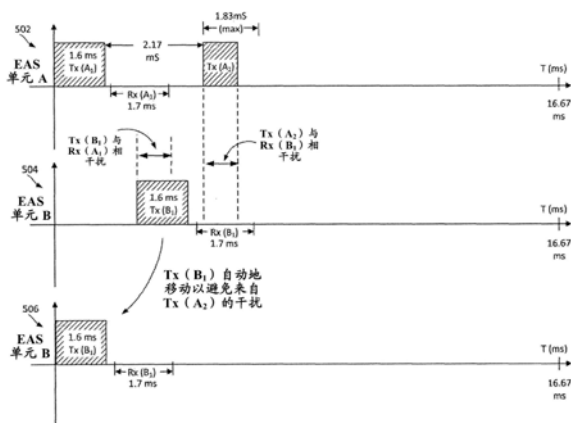 1.83mS
(max)
502
EAS
单元 A
1.6 ms
Tx (A₁)
2.17
mS
Tx (A₂)
T (ms)
16.67
ms
Rx (A₃)
1.7 ms
Tx (B₁) 与
Rx (A₁) 相
干扰
Tx (A₂) 与
Rx (B₁) 相
干扰
504
EAS
单元 B
1.6 ms
Tx (B₁)
T (ms)
16.67
ms
Rx (B₁)
1.7 ms
Tx (B₁) 自动地
移动以避免来自
Tx (A₂) 的干扰
506
EAS
单元 B
1.6 ms
Tx (B₁)
T (ms)
16.67
ms
Rx (B₁)
1.7 ms